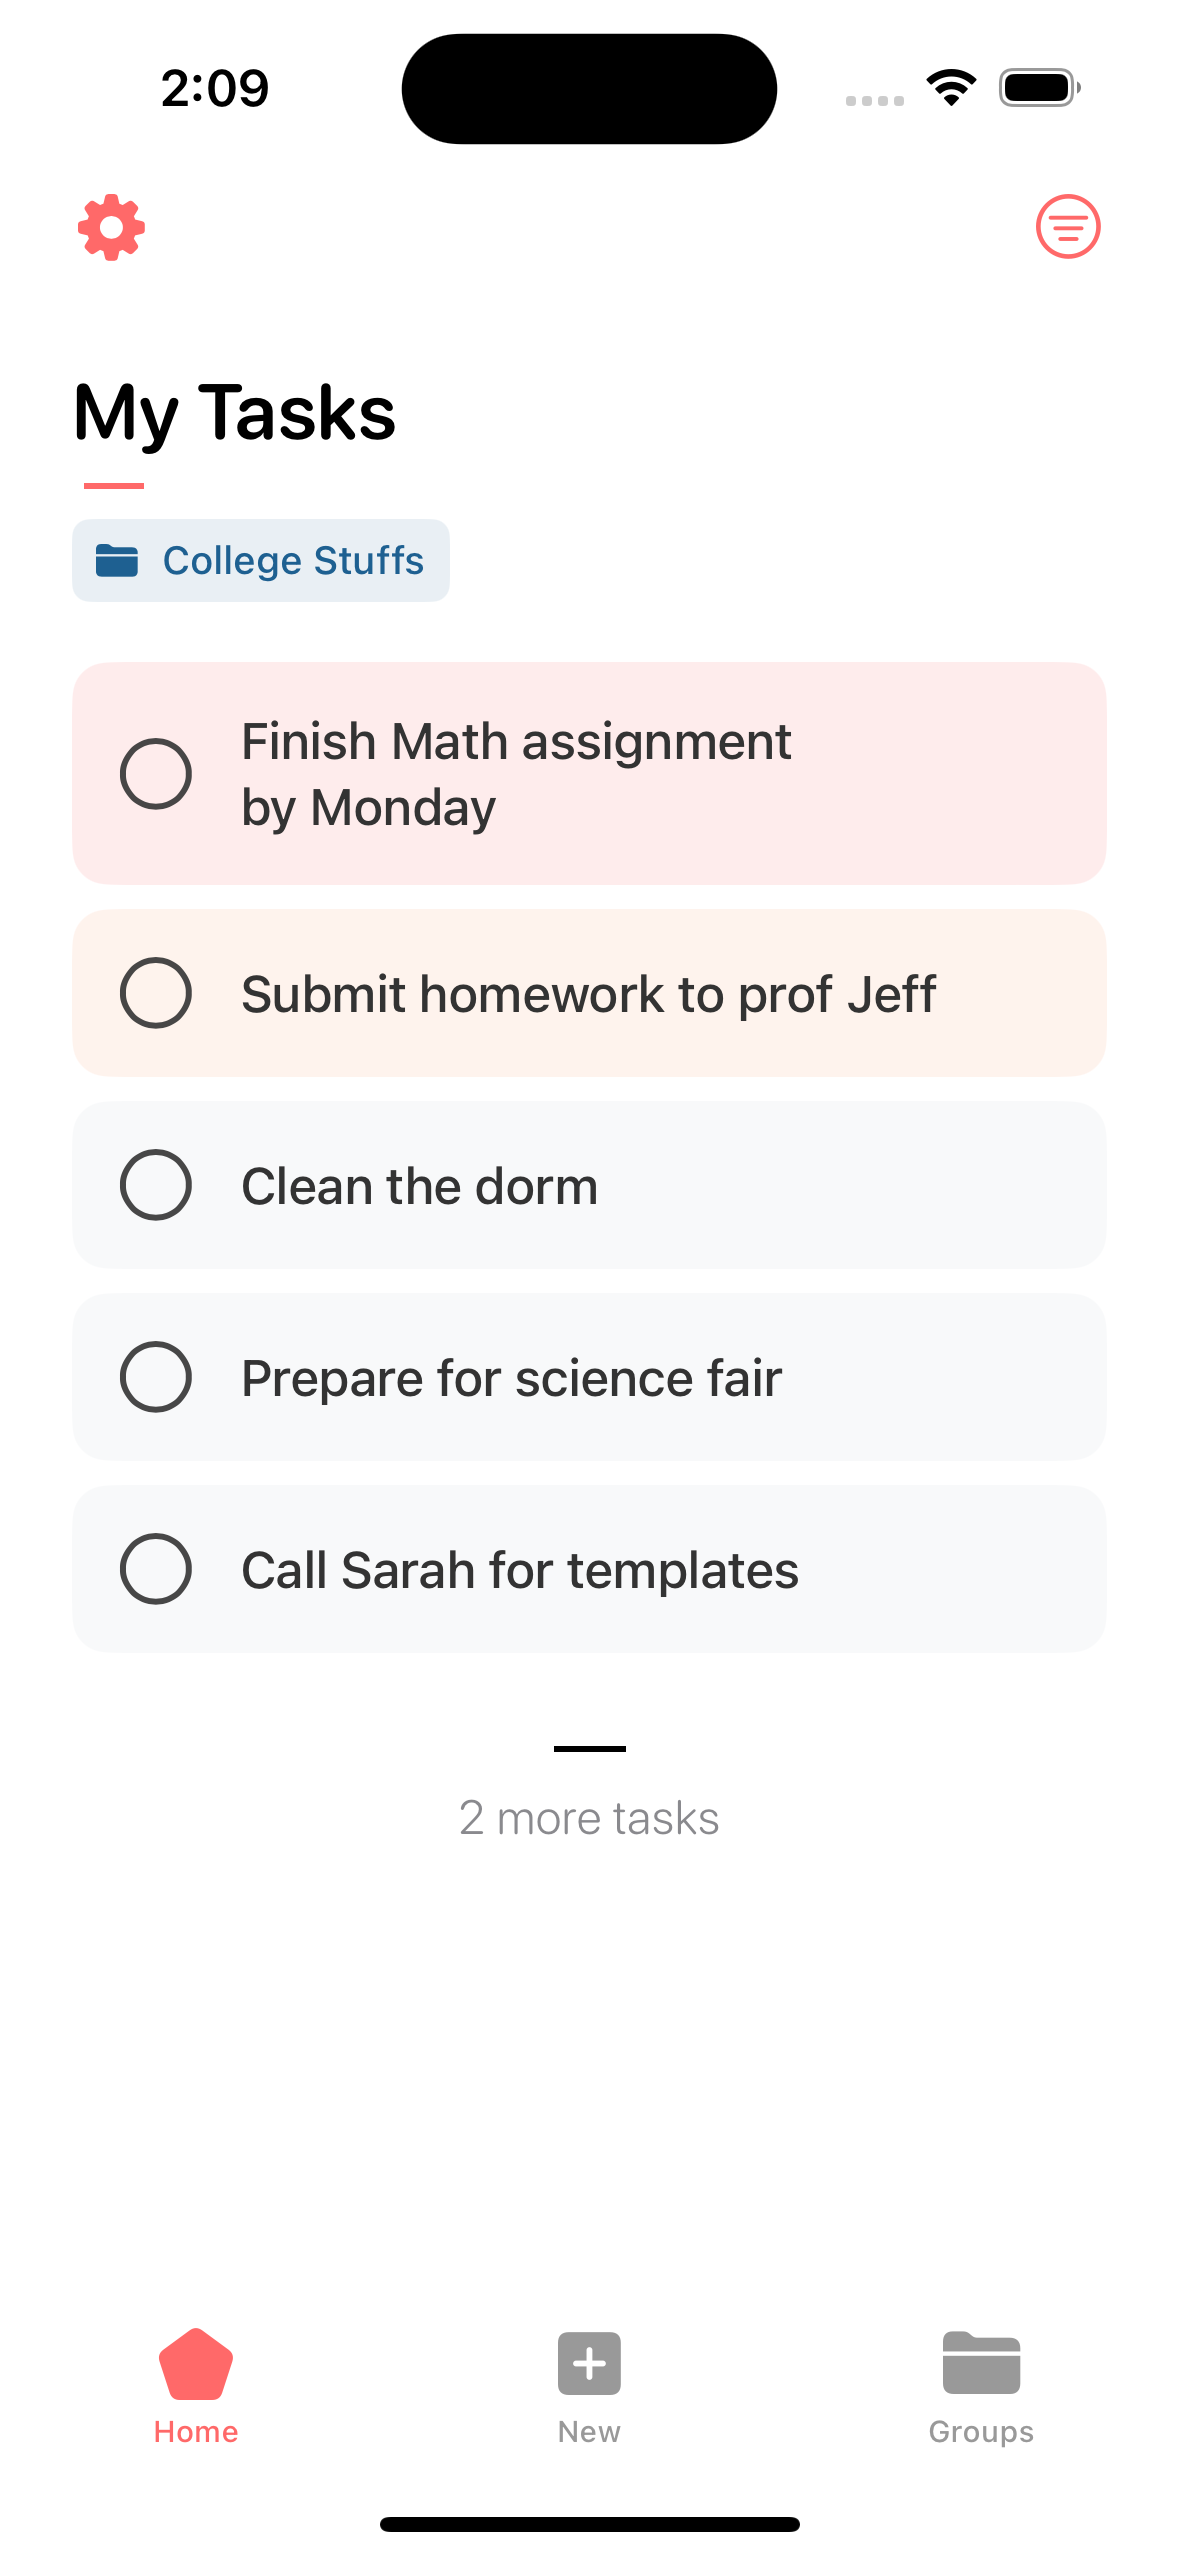 2:09
My Tasks
College Stuffs
Finish Math assignment
by Monday
Submit homework to prof Jeff
Clean the dorm
Prepare for science fair
Call Sarah for templates
2 more tasks
Home
New
Groups